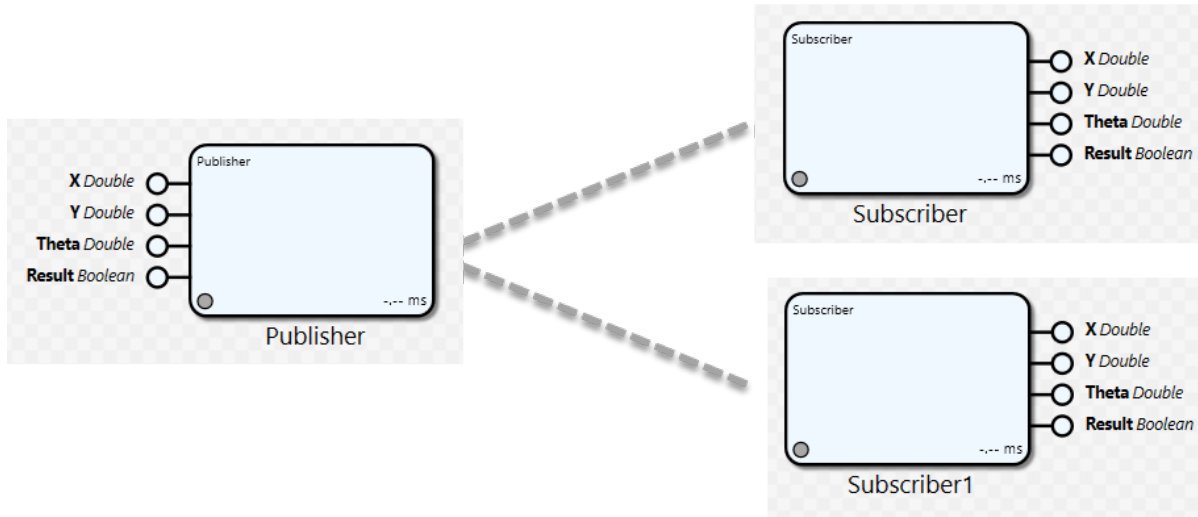 Publisher
X Double
Y Double
Theta Double
Result Boolean
-.-- ms
Publisher
Subscriber
X Double
Y Double
Theta Double
Result Boolean
-.-- ms
Subscriber
Subscriber
X Double
Y Double
Theta Double
Result Boolean
-.-- ms
Subscriber1